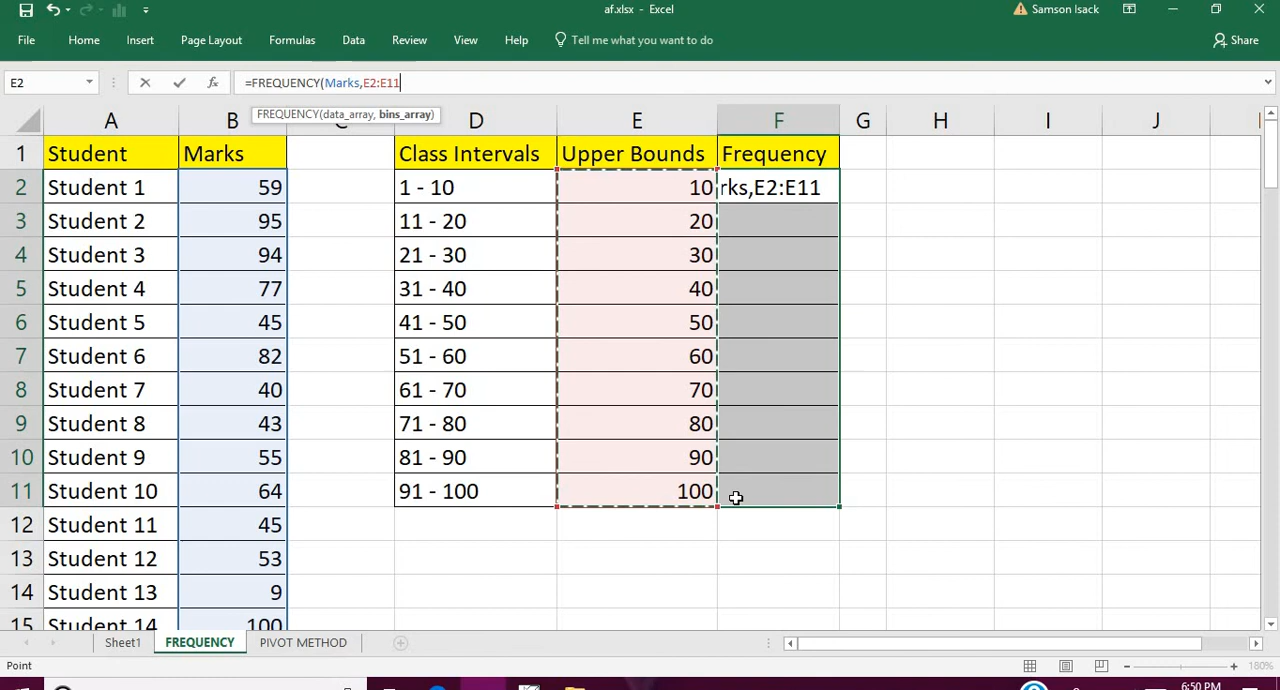 af.xlsx - Excel
Samson Isack
File Home Insert Page Layout Formulas Data Review View Help Tell me what you want to do Share
E2 fx =FREQUENCY(Marks,E2:E11
FREQUENCY(data_array, bins_array)
A B C D E F G H I J
1 Student Marks Class Intervals Upper Bounds Frequency
2 Student 1 59 1 - 10 10 rks,E2:E11
3 Student 2 95 11 - 20 20
4 Student 3 94 21 - 30 30
5 Student 4 77 31 - 40 40
6 Student 5 45 41 - 50 50
7 Student 6 82 51 - 60 60
8 Student 7 40 61 - 70 70
9 Student 8 43 71 - 80 80
10 Student 9 55 81 - 90 90
11 Student 10 64 91 - 100 100
12 Student 11 45
13 Student 12 53
14 Student 13 9
15 Student 14 100
Sheet1 FREQUENCY PIVOT METHOD
Point 180%
6:50 PM